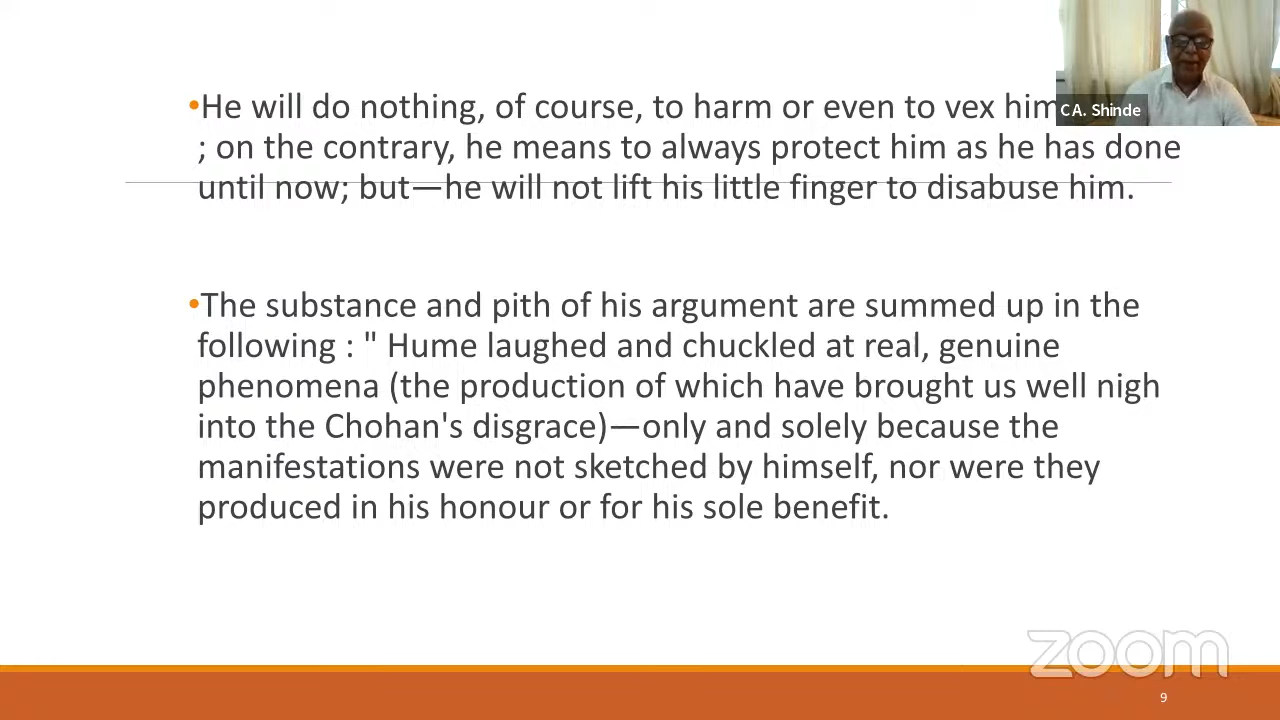 •He will do nothing, of course, to harm or even to vex him
; on the contrary, he means to always protect him as he has done
until now; but—he will not lift his little finger to disabuse him.
•The substance and pith of his argument are summed up in the
following : " Hume laughed and chuckled at real, genuine
phenomena (the production of which have brought us well nigh
into the Chohan's disgrace)—only and solely because the
manifestations were not sketched by himself, nor were they
produced in his honour or for his sole benefit.
C A. Shinde
zoom
9